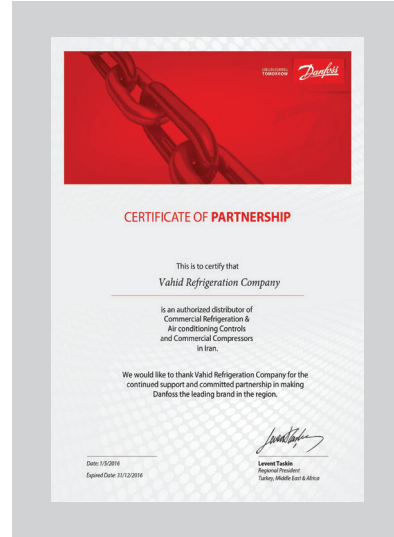 ENGINEERING
TOMORROW
Danfoss
CERTIFICATE OF PARTNERSHIP
This is to certify that
Vahid Refrigeration Company
is an authorized distributor of
Commercial Refrigeration &
Air conditioning Controls
and Commercial Compressors
in Iran.
We would like to thank Vahid Refrigeration Company for the
continued support and committed partnership in making
Danfoss the leading brand in the region.
Date: 1/9/2016
Expired Date: 31/12/2016
Levent Taskin
Regional President
Turkey, Middle East & Africa